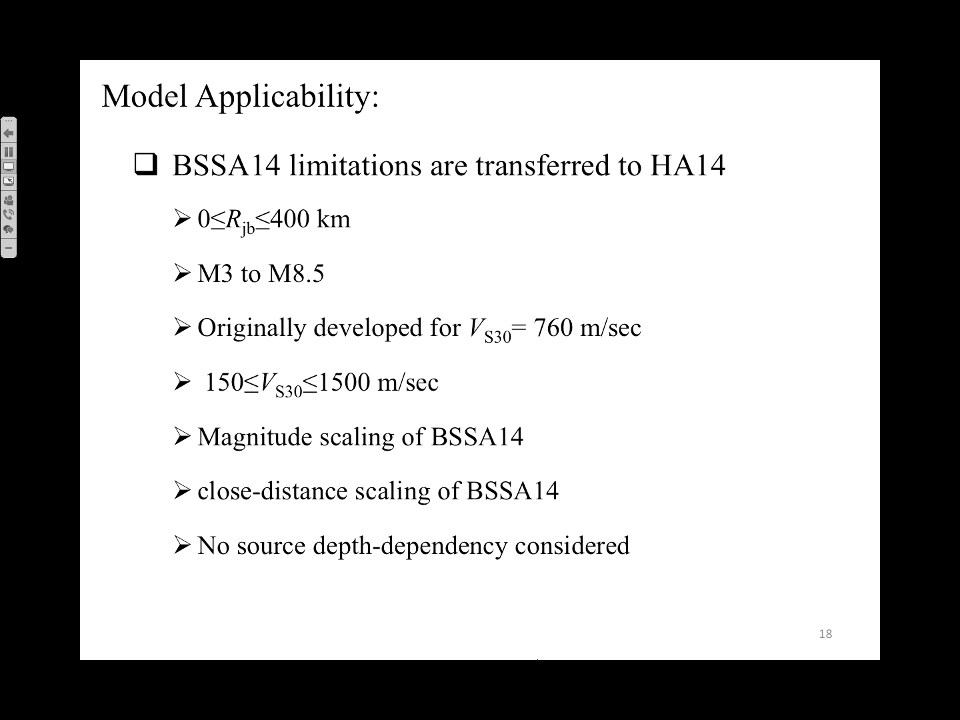 Model Applicability:
BSSA14 limitations are transferred to HA14
0≤Rjb≤400 km
M3 to M8.5
Originally developed for VS30= 760 m/sec
150≤VS30≤1500 m/sec
Magnitude scaling of BSSA14
close-distance scaling of BSSA14
No source depth-dependency considered
18